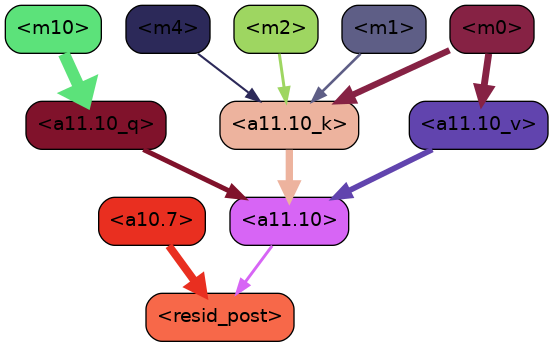 <m10> <m4> <m2> <m1> <m0>
<a11.10_q> <a11.10_k> <a11.10_v>
<a10.7> <a11.10>
<resid_post>